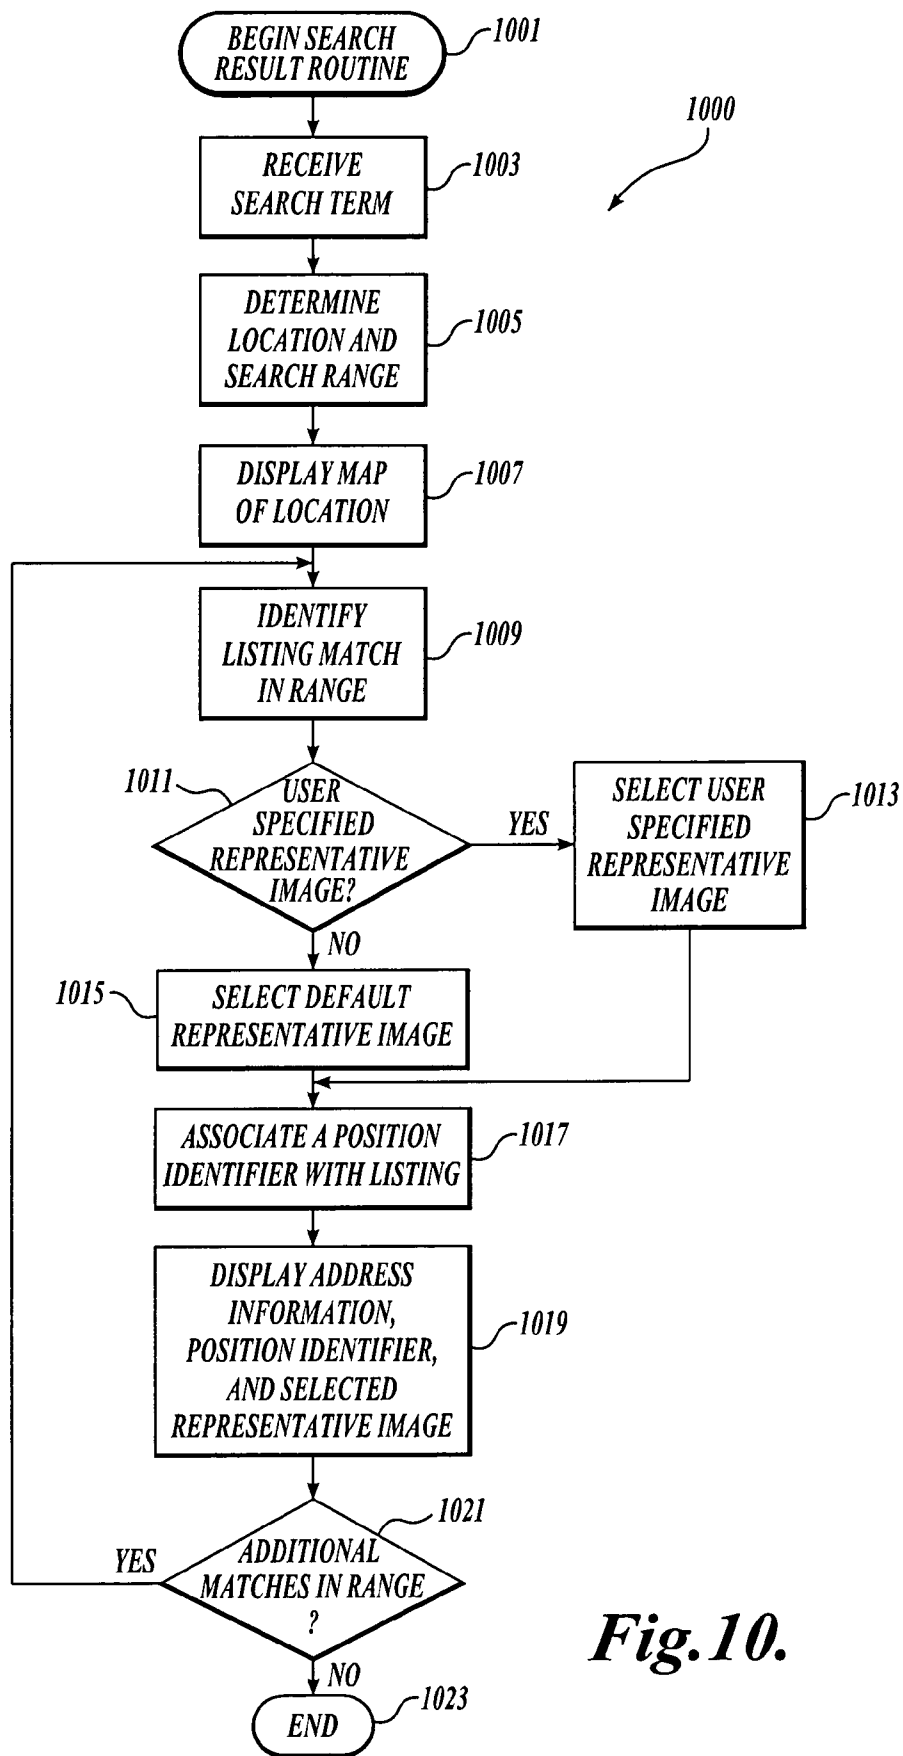 BEGIN SEARCH
RESULT ROUTINE
1001
1000
RECEIVE
SEARCH TERM
1003
DETERMINE
LOCATION AND
SEARCH RANGE
1005
DISPLAY MAP
OF LOCATION
1007
IDENTIFY
LISTING MATCH
IN RANGE
1009
1011
USER
SPECIFIED
REPRESENTATIVE
IMAGE?
YES
SELECT USER
SPECIFIED
REPRESENTATIVE
IMAGE
1013
NO
1015
SELECT DEFAULT
REPRESENTATIVE IMAGE
ASSOCIATE A POSITION
IDENTIFIER WITH LISTING
1017
DISPLAY ADDRESS
INFORMATION,
POSITION IDENTIFIER,
AND SELECTED
REPRESENTATIVE IMAGE
1019
1021
YES
ADDITIONAL
MATCHES IN RANGE
?
NO
END
1023
Fig.10.